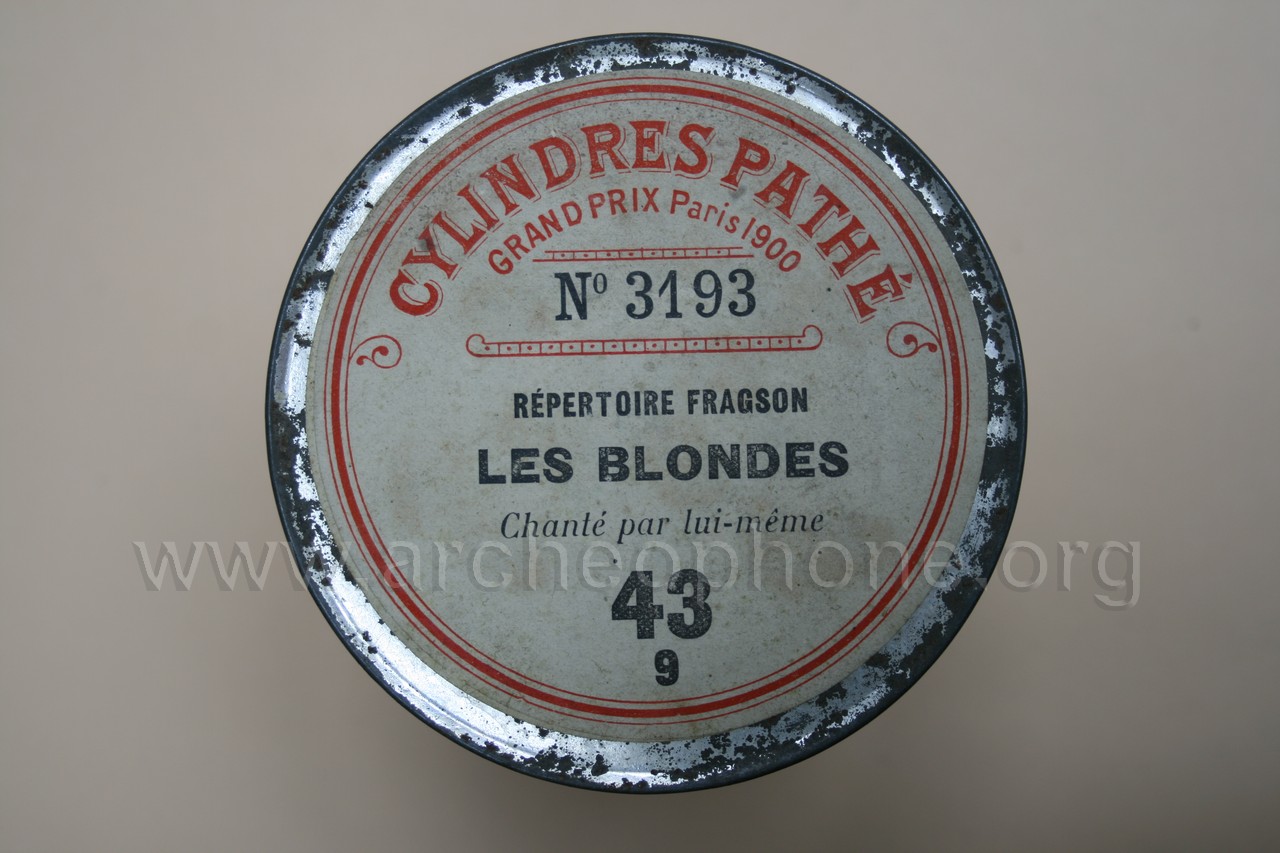 CYLINDRES PATHÉ
GRAND PRIX Paris 1900
Nº 3193
RÉPERTOIRE FRAGSON
LES BLONDES
Chanté par lui-même
www.archeophone.org
43
9